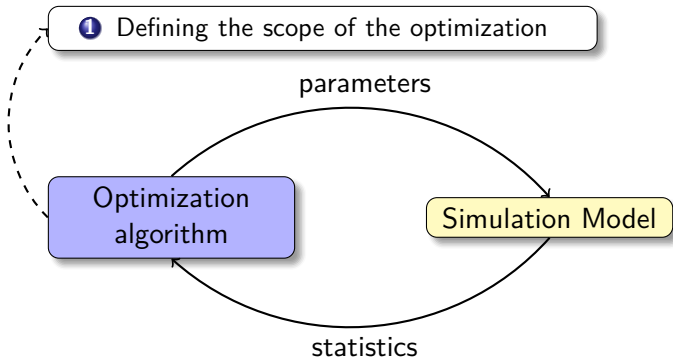 1 Defining the scope of the optimization
parameters
Optimization
algorithm
Simulation Model
statistics